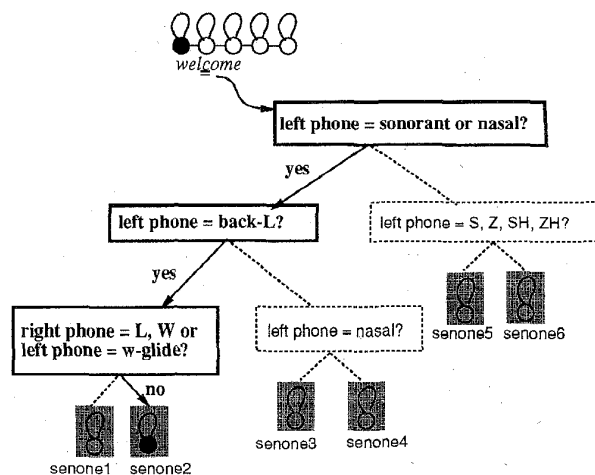 welcome
left phone = sonorant or nasal?
yes
left phone = back-L?
left phone = S, Z, SH, ZH?
yes
right phone = L, W or
left phone = w-glide?
left phone = nasal?
senone5 senone6
no
senone1 senone2
senone3 senone4